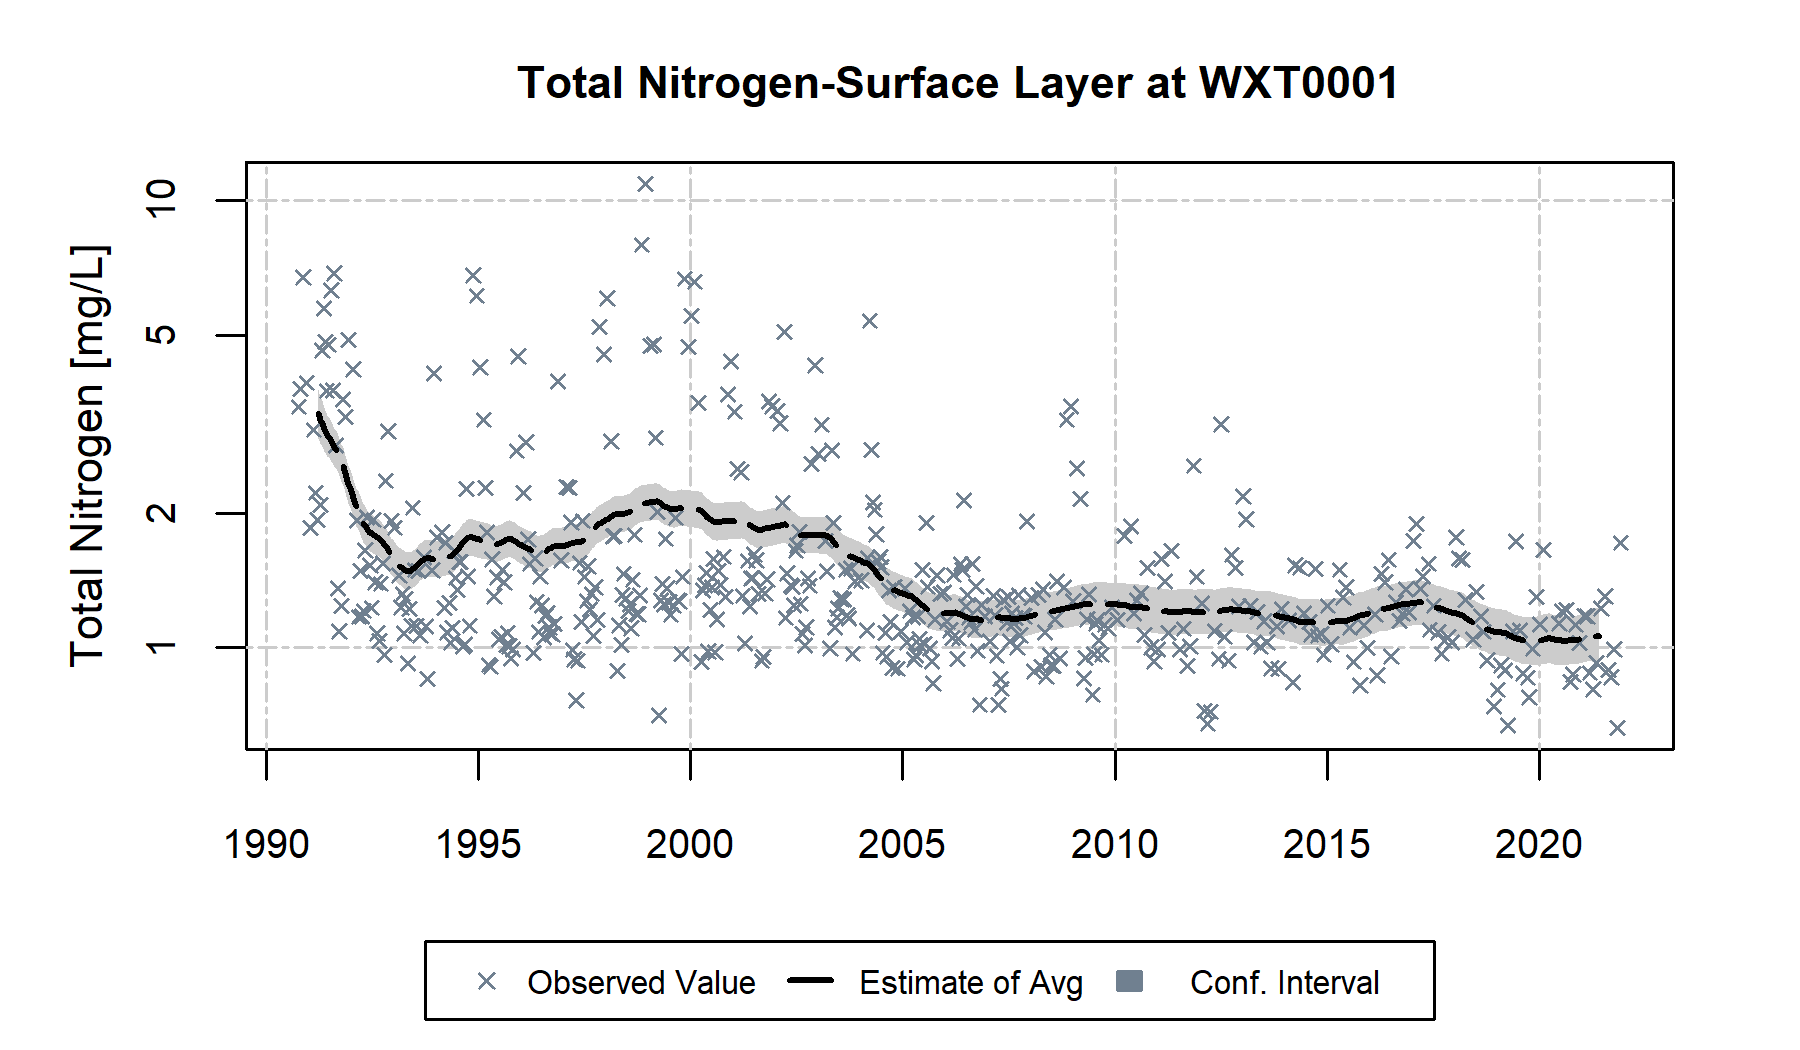 Total Nitrogen-Surface Layer at WXT0001
Total Nitrogen [mg/L]
10
5
2
1
1990 1995 2000 2005 2010 2015 2020
Observed Value Estimate of Avg Conf. Interval